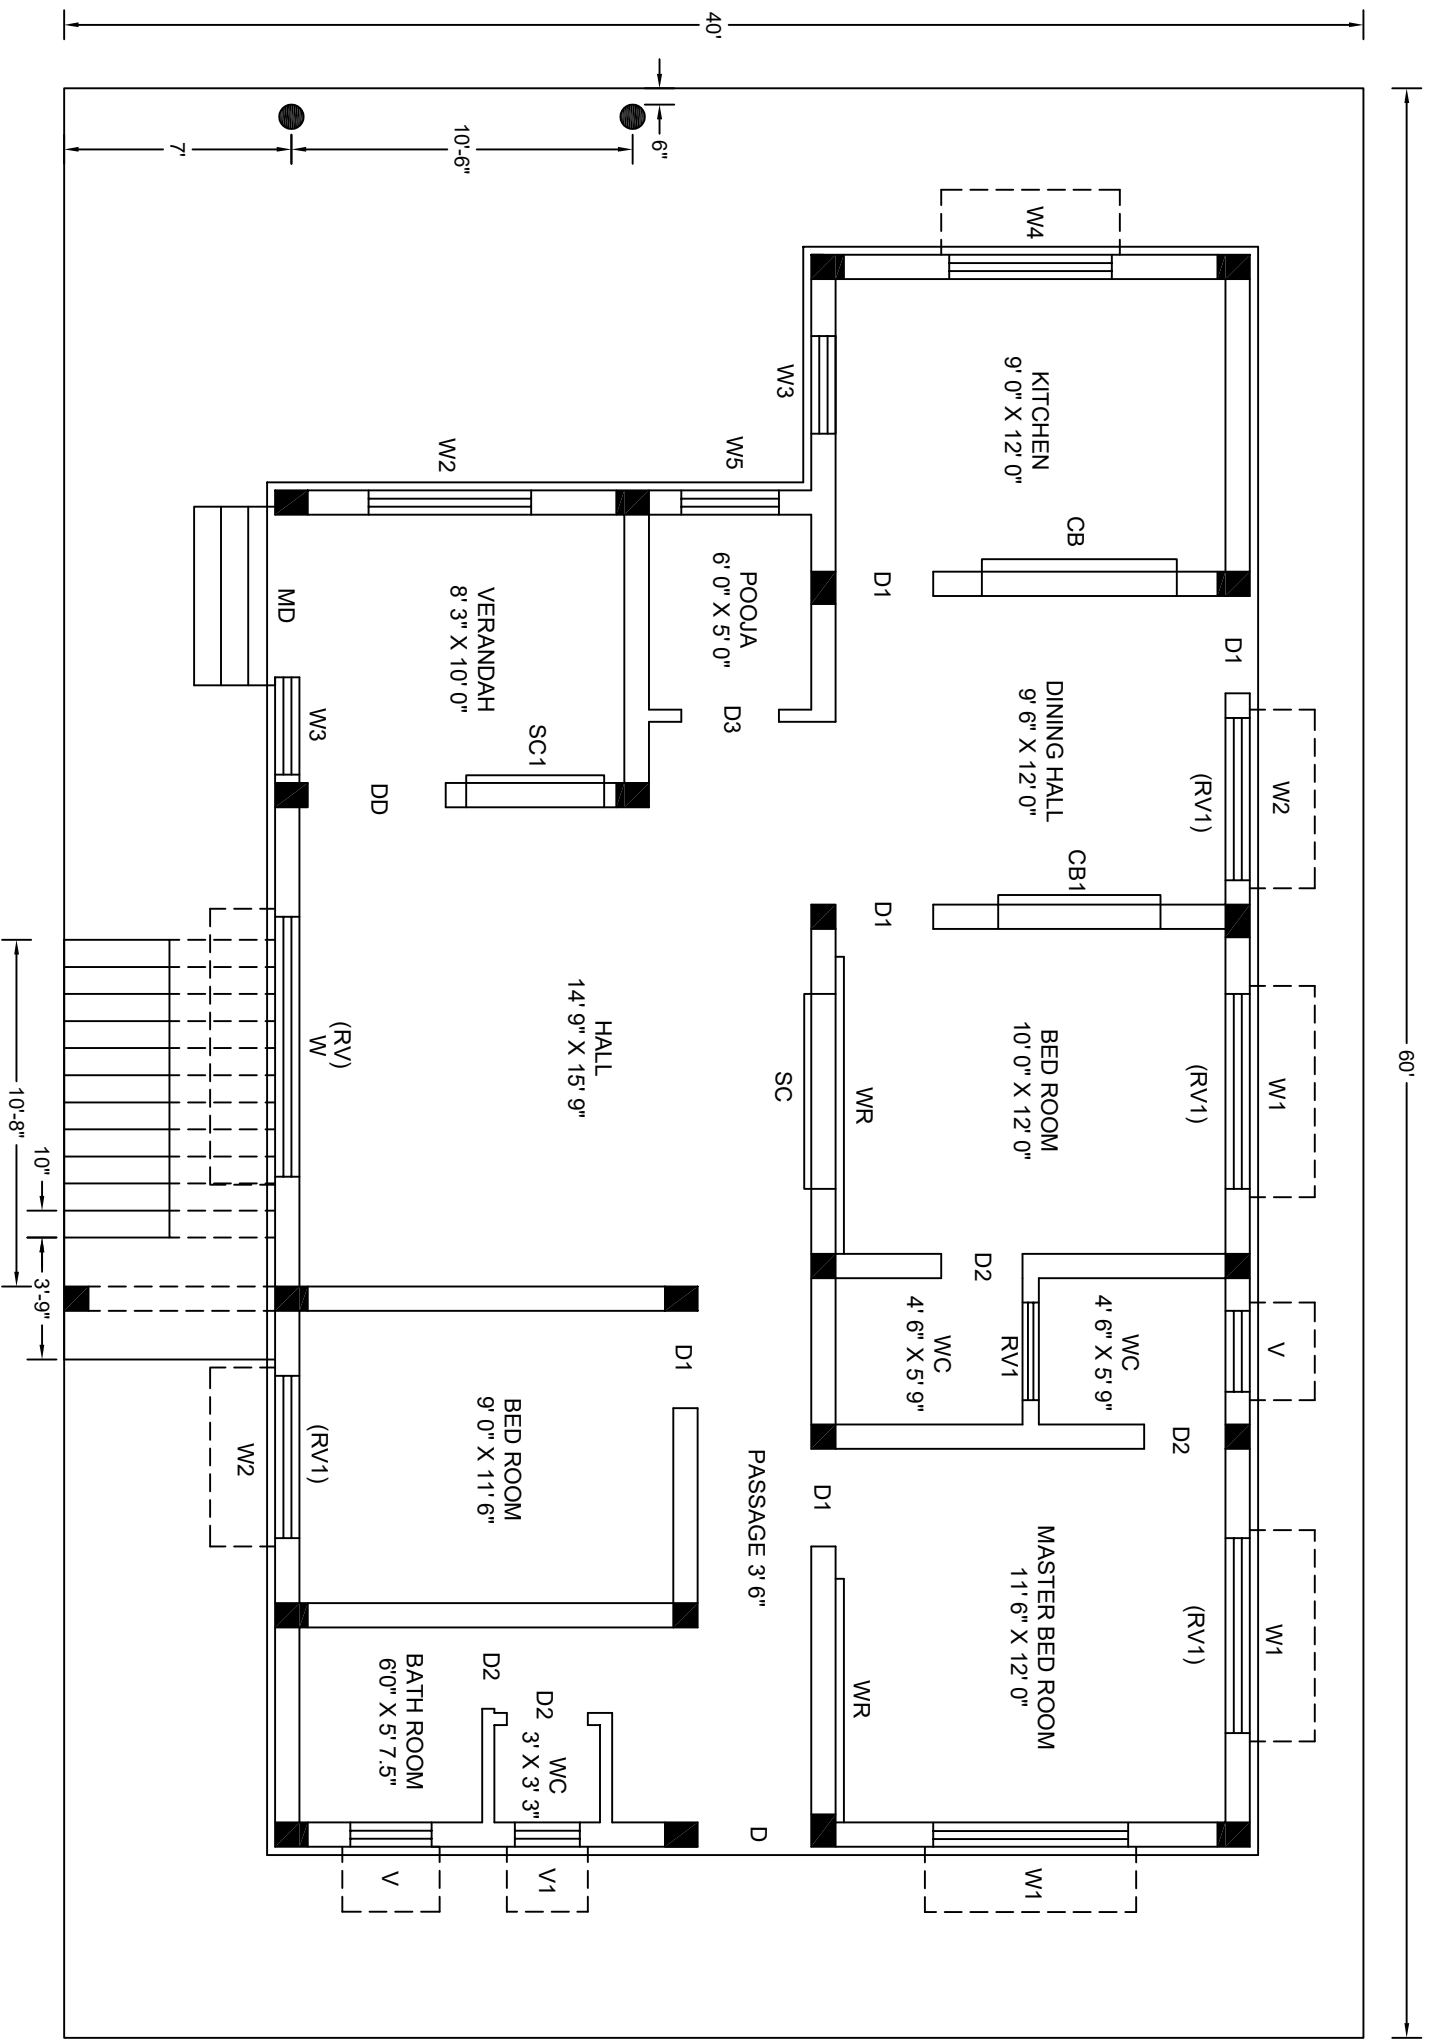 60'
W2
W1
V
W1
D1
(RV1)
(RV1)
(RV1)
D2
WC
4' 6" X 5' 9"
CB
CB1
W4
KITCHEN
9' 0" X 12' 0"
DINING HALL
9' 6" X 12' 0"
BED ROOM
10' 0" X 12' 0"
MASTER BED ROOM
11' 6" X 12' 0"
W1
RV1
D2
WC
4' 6" X 5' 9"
D1
D1
WR
WR
D1
W3
SC
W5
POOJA
6' 0" X 5' 0"
D3
PASSAGE 3' 6"
D
40'
D1
6"
HALL
14' 9" X 15' 9"
WC
3' X 3' 3"
D2
V1
SC1
VERANDAH
8' 3" X 10' 0"
BED ROOM
9' 0" X 11' 6"
D2
10'-6"
W2
BATH ROOM
6'0" X 5' 7.5"
V
DD
(RV)
W
W3
(RV1)
MD
W2
7'
10"
3'-9"
10'-8"